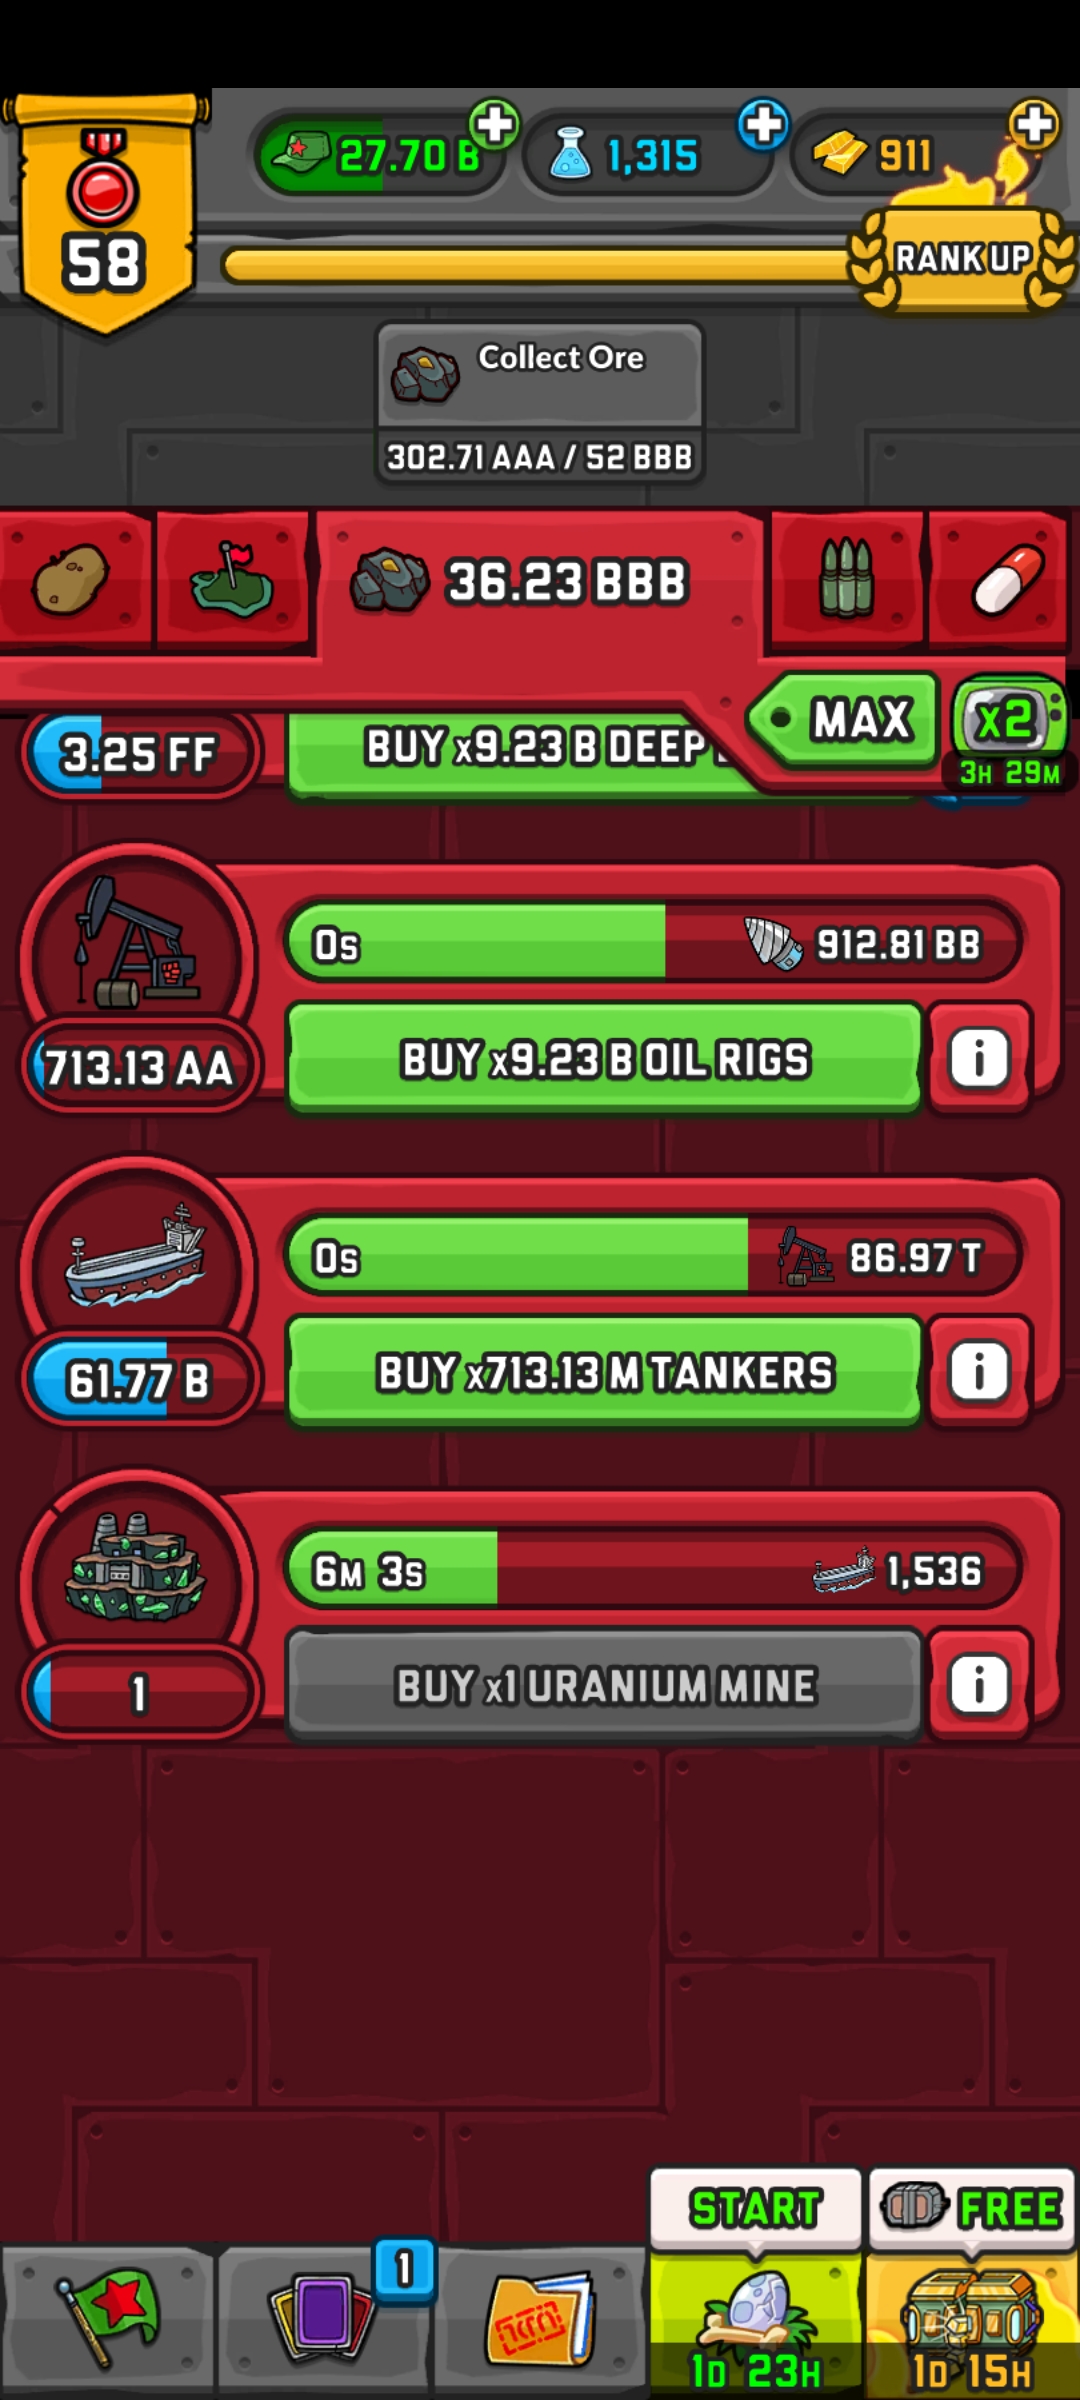 27.70 B
1,315
911
58
RANK UP
Collect Ore
302.71 AAA / 52 BBB
36.23 BBB
MAX
x2
3H 29M
3.25 FF
BUY x9.23 B DEEP
0s
912.81 BB
713.13 AA
BUY x9.23 B OIL RIGS
i
0s
86.97 T
61.77 B
BUY x713.13 M TANKERS
i
6M 3s
1,536
1
BUY x1 URANIUM MINE
i
START
FREE
1
1D 23H
1D 15H